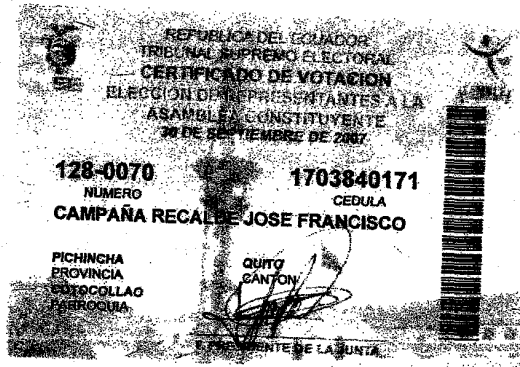 REPUBLICA DEL ECUADOR
TRIBUNAL SUPREMO ELECTORAL
CERTIFICADO DE VOTACION
ELECCION DE REPRESENTANTES A LA
ASAMBLEA CONSTITUYENTE
30 DE SEPTIEMBRE DE 2007
128-0070
NUMERO
1703840171
CEDULA
CAMPAÑA RECALDE JOSE FRANCISCO
PICHINCHA
PROVINCIA
COTOCOLLAO
PARROQUIA
QUITO
CANTON
PRESIDENTE DE LA JUNTA